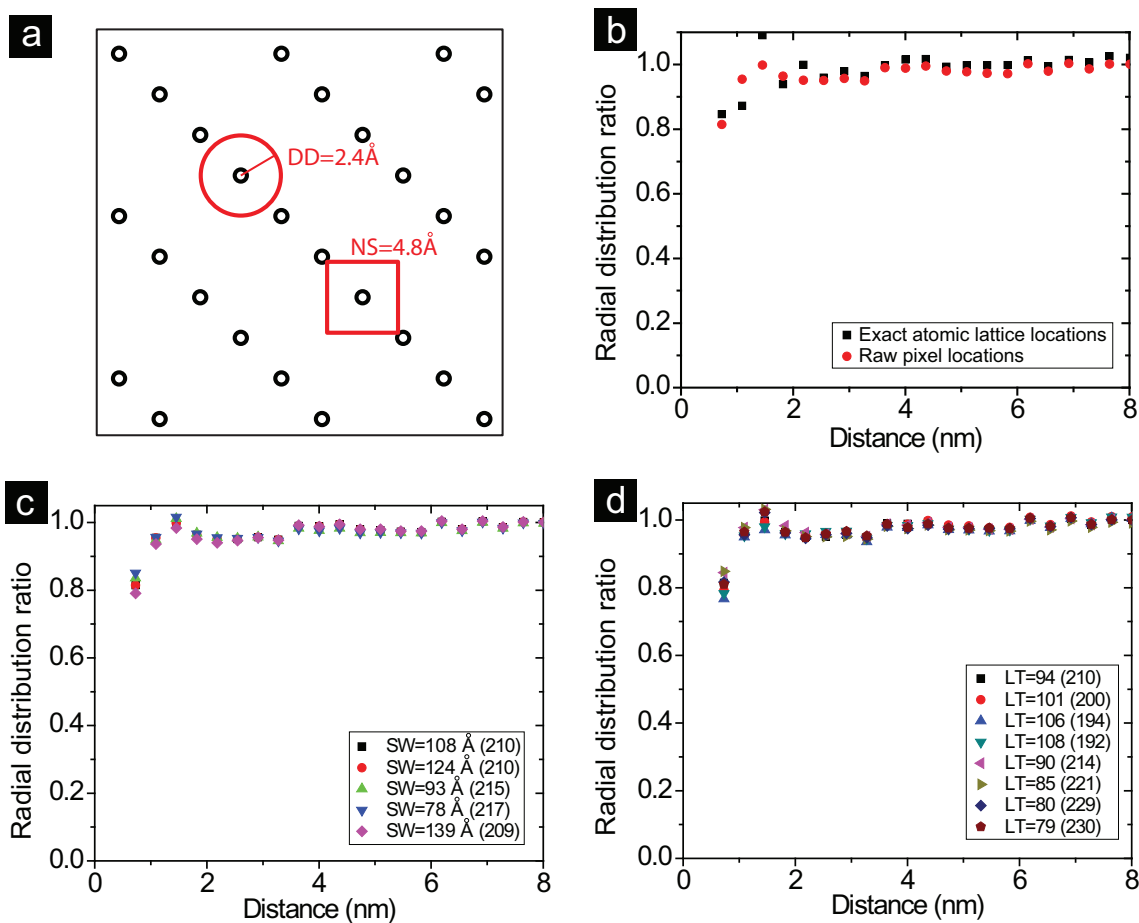 a
DD=2.4Å
NS=4.8Å
b
Radial distribution ratio
1.0
0.8
0.6
0.4
0.2
0.0
Exact atomic lattice locations
Raw pixel locations
0 2 4 6 8
Distance (nm)
c
Radial distribution ratio
1.0
0.8
0.6
0.4
0.2
0.0
SW=108 Å (210)
SW=124 Å (210)
SW=93 Å (215)
SW=78 Å (217)
SW=139 Å (209)
0 2 4 6 8
Distance (nm)
d
Radial distribution ratio
1.0
0.8
0.6
0.4
0.2
0.0
LT=94 (210)
LT=101 (200)
LT=106 (194)
LT=108 (192)
LT=90 (214)
LT=85 (221)
LT=80 (229)
LT=79 (230)
0 2 4 6 8
Distance (nm)